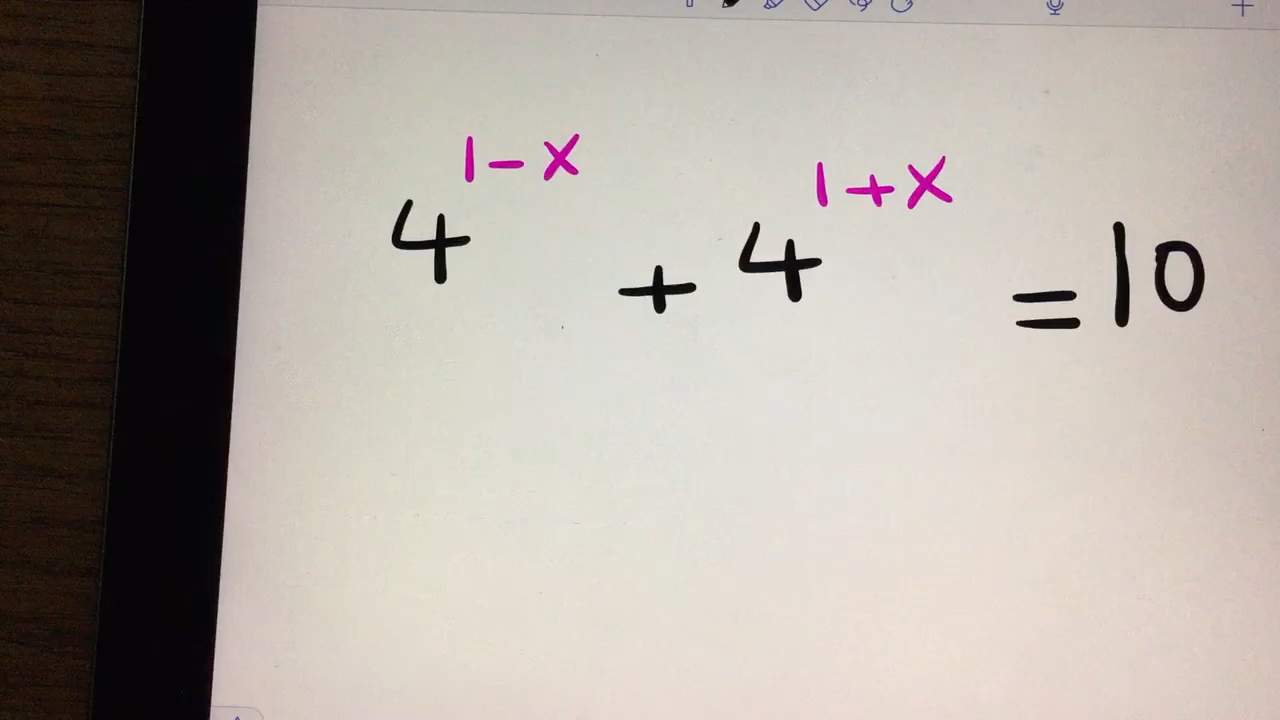 4^{1-x} + 4^{1+x} = 10